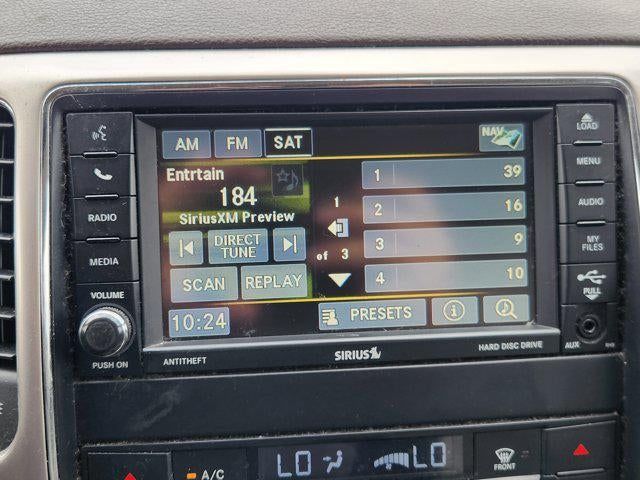 LOAD
AM FM SAT NAV
MENU
Entrtain
184
SiriusXM Preview
1 39
RADIO
1
2 16
AUDIO
DIRECT TUNE
of 3
3 9
MY FILES
MEDIA
SCAN REPLAY
4 10
PULL
VOLUME
10:24
PRESETS
PUSH ON
ANTITHEFT
SIRIUS
HARD DISC DRIVE
AUX
A/C
LO LO
FRONT